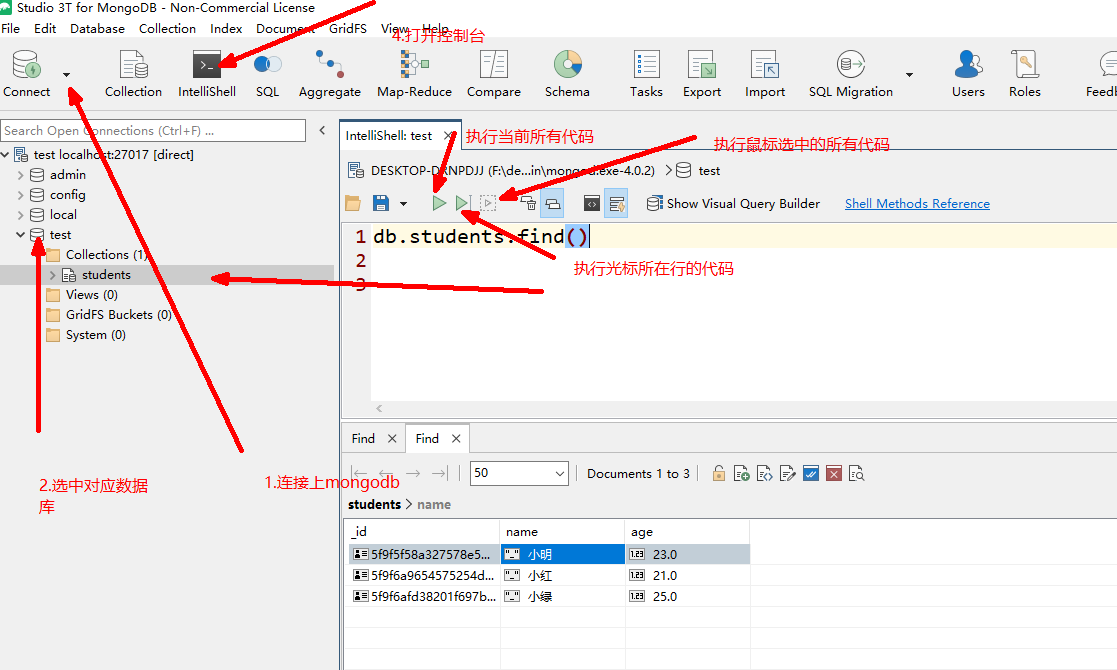 Studio 3T for MongoDB - Non-Commercial License
File Edit Database Collection Index Document GridFS View Help
4.打开控制台
Connect Collection IntelliShell SQL Aggregate Map-Reduce Compare Schema Tasks Export Import SQL Migration Users Roles Feedb
Search Open Connections (Ctrl+F) ...
IntelliShell: test
执行当前所有代码
执行鼠标选中的所有代码
test localhost:27017 [direct]
admin
config
local
test
Collections (1)
students
Views (0)
GridFS Buckets (0)
System (0)
DESKTOP-DRNPDJJ (F:\de...in\mongod.exe-4.0.2) test
Show Visual Query Builder Shell Methods Reference
1 db.students.find()
2
3
执行光标所在行的代码
2.选中对应数据
库
1.连接上mongodb
Find Find
50 Documents 1 to 3
students > name
_id name age
5f9f5f58a327578e5... 小明 23.0
5f9f6a9654575254d... 小红 21.0
5f9f6afd38201f697b... 小绿 25.0